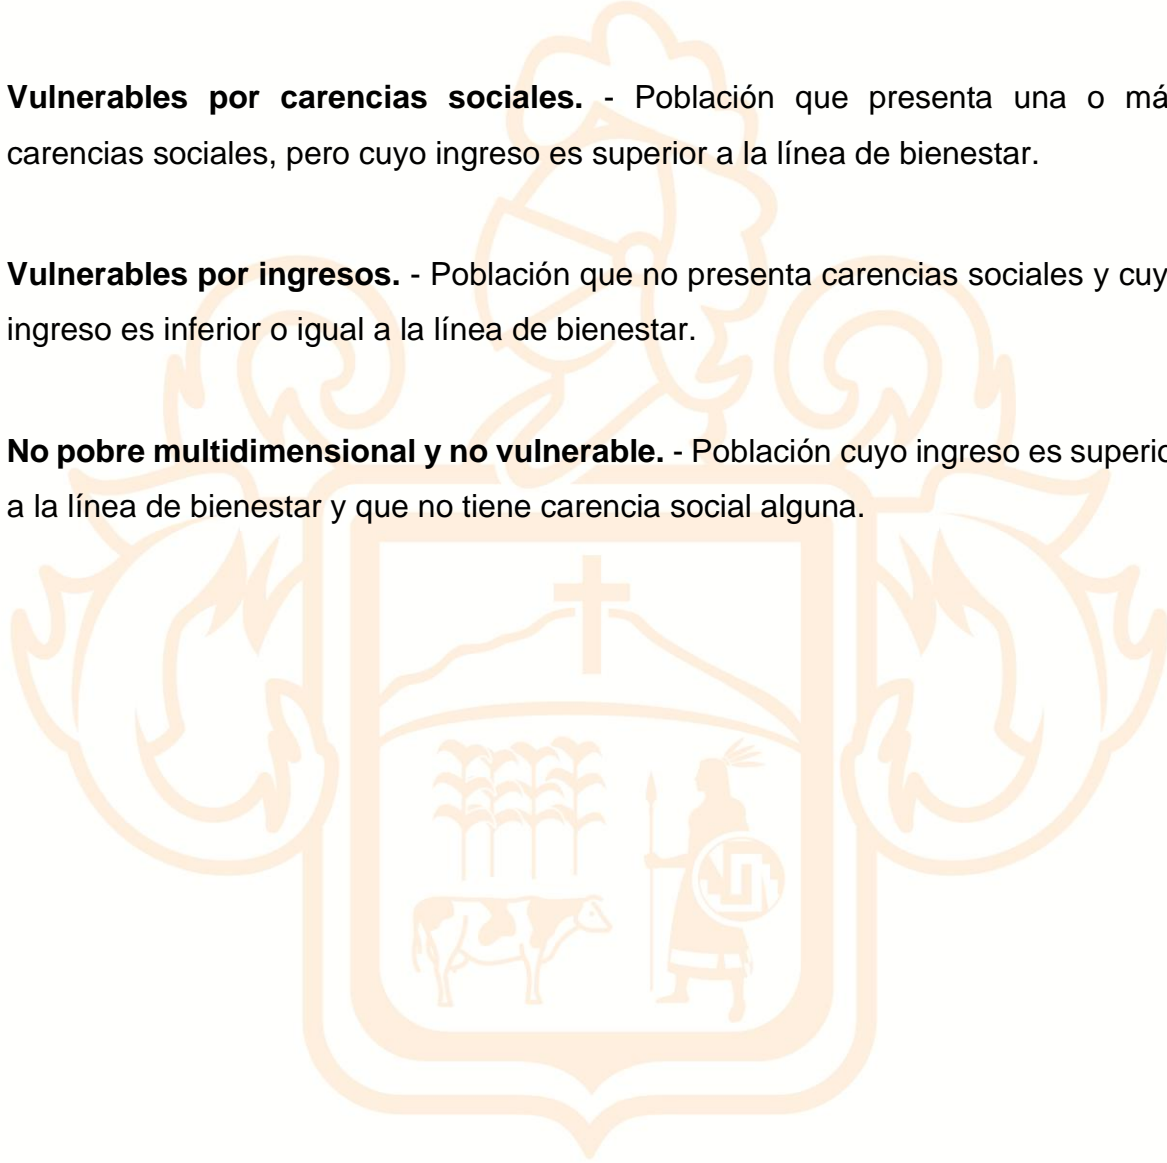 Vulnerables por carencias sociales. - Población que presenta una o má
carencias sociales, pero cuyo ingreso es superior a la línea de bienestar.
Vulnerables por ingresos. - Población que no presenta carencias sociales y cuy
ingreso es inferior o igual a la línea de bienestar.
No pobre multidimensional y no vulnerable. - Población cuyo ingreso es superio
a la línea de bienestar y que no tiene carencia social alguna.